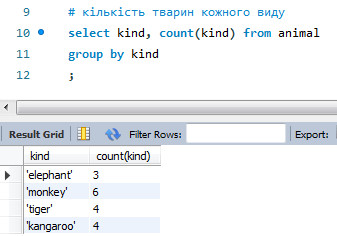 9 # кількість тварин кожного виду
10 select kind, count(kind) from animal
11 group by kind
12 ;
Result Grid Filter Rows: Export:
kind count(kind)
'elephant' 3
'monkey' 6
'tiger' 4
'kangaroo' 4